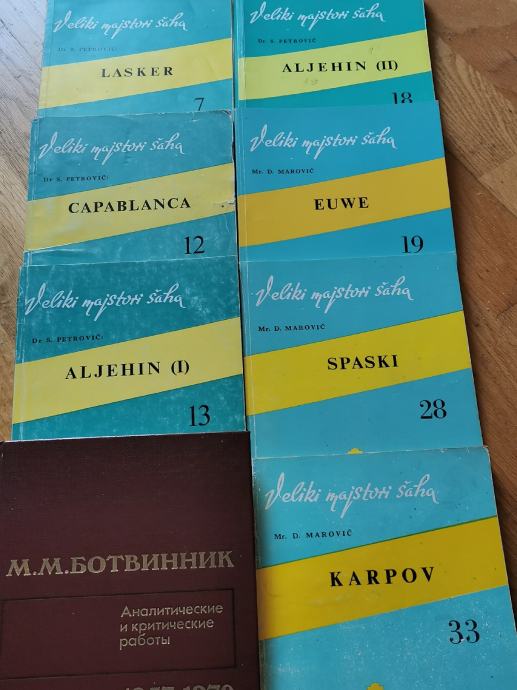 Veliki majstori šaha
Dr S. PETROVIĆ:
LASKER
7
Veliki majstori šaha
Dr S. PETROVIĆ
ALJEHIN (II)
18
Veliki majstori šaha
Dr S. PETROVIĆ:
CAPABLANCA
12
Veliki majstori šaha
Mr. D. MAROVIĆ
EUWE
19
Veliki majstori šaha
Dr S. PETROVIĆ:
ALJEHIN (I)
13
Veliki majstori šaha
Mr. D. MAROVIĆ
SPASKI
28
М.М.БОТВИННИК
Аналитические
и критические
работы
Veliki majstori šaha
Mr. D. MAROVIĆ
KARPOV
33